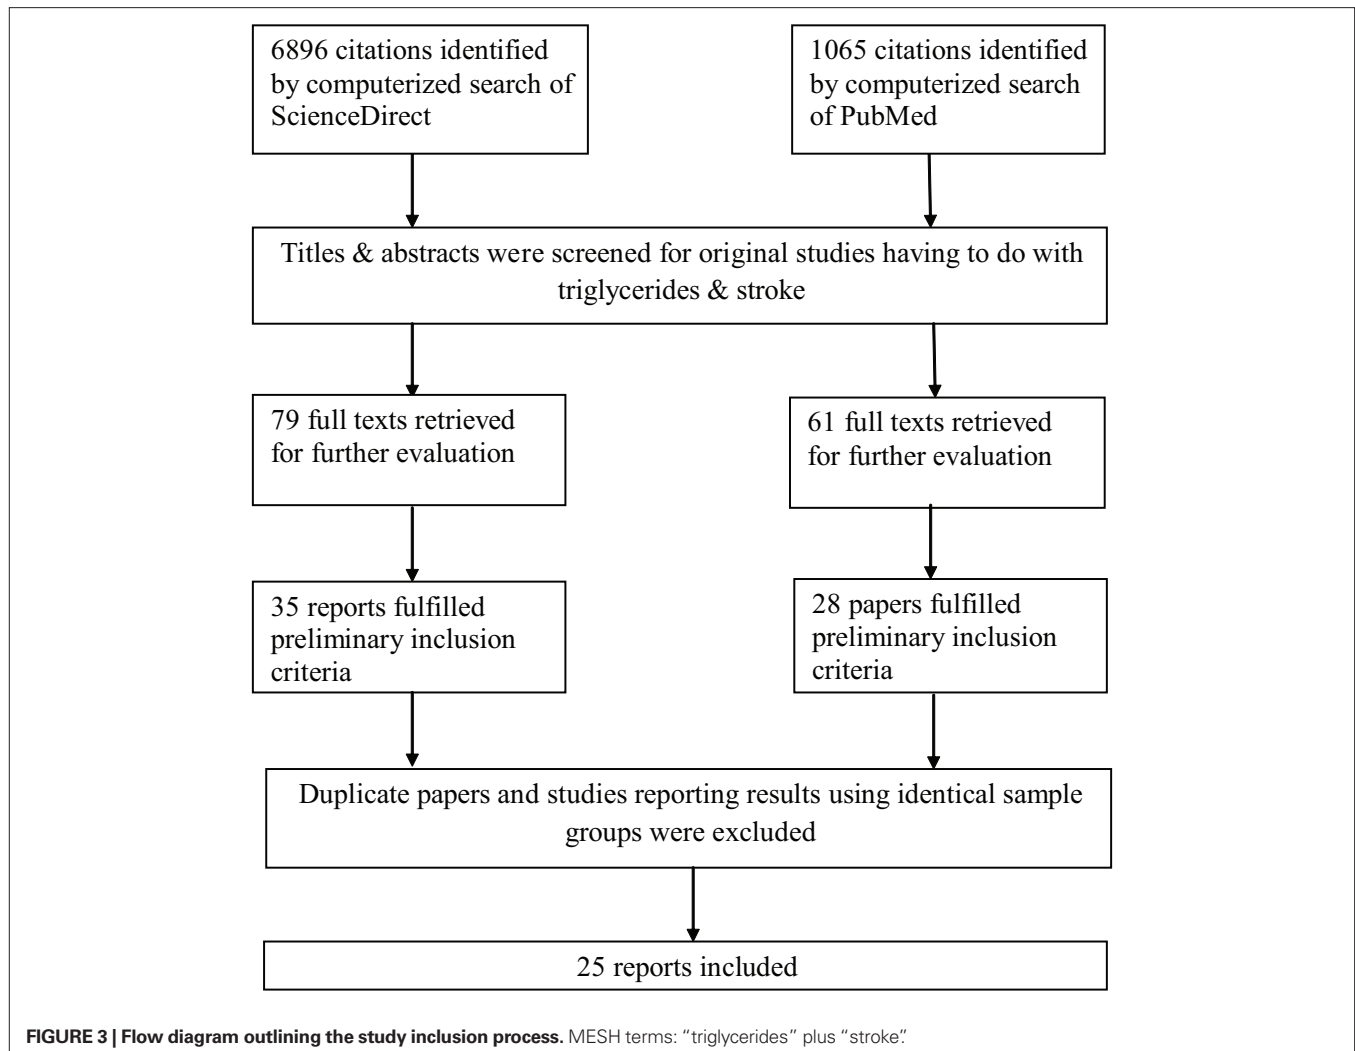 6896 citations identified
by computerized search of
ScienceDirect
1065 citations identified
by computerized search
of PubMed
Titles & abstracts were screened for original studies having to do with
triglycerides & stroke
79 full texts retrieved
for further evaluation
61 full texts retrieved
for further evaluation
35 reports fulfilled
preliminary inclusion
criteria
28 papers fulfilled
preliminary inclusion
criteria
Duplicate papers and studies reporting results using identical sample
groups were excluded
25 reports included
FIGURE 3 | Flow diagram outlining the study inclusion process. MESH terms: “triglycerides” plus “stroke”.